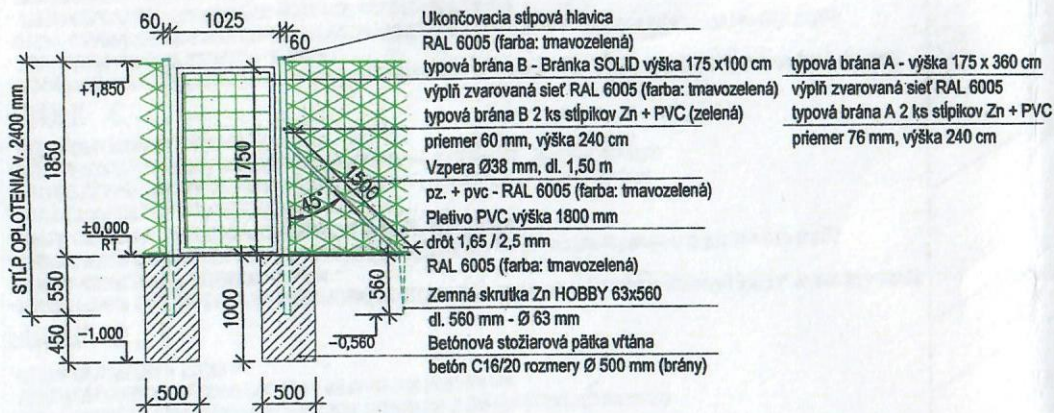 60
1025
60
Ukončovacia stĺpová hlavica
RAL 6005 (farba: tmavozelená)
typová brána B - Bránka SOLID výška 175 x100 cm
výplň zvarovaná sieť RAL 6005 (farba: tmavozelená)
typová brána B 2 ks stĺpikov Zn + PVC (zelená)
priemer 60 mm, výška 240 cm
typová brána A - výška 175 x 360 cm
výplň zvarovaná sieť RAL 6005
typová brána A 2 ks stĺpikov Zn + PVC
priemer 76 mm, výška 240 cm
Vzpera Ø38 mm, dl. 1,50 m
pz. + pvc - RAL 6005 (farba: tmavozelená)
Pletivo PVC výška 1800 mm
drôt 1,65 / 2,5 mm
RAL 6005 (farba: tmavozelená)
Zemná skrutka Zn HOBBY 63x560
dl. 560 mm - Ø 63 mm
Betónová stožiarová pätka vŕtaná
betón C16/20 rozmery Ø 500 mm (brány)
STĹP OPLOTENIA v. 2400 mm
1850
+1,850
1750
1500
45°
±0,000
RT
550
450
−1,000
1000
560
−0,560
500
500